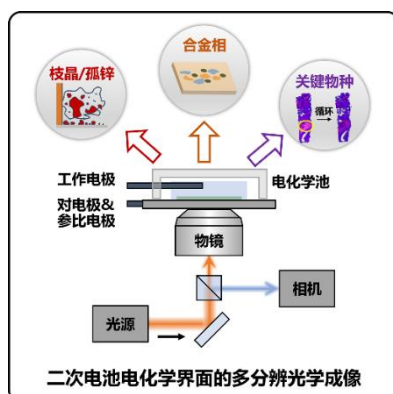 合金相
枝晶/孤锌
关键物种
循环
工作电极
电化学池
对电极&
参比电极
物镜
相机
光源
二次电池电化学界面的多分辨光学成像